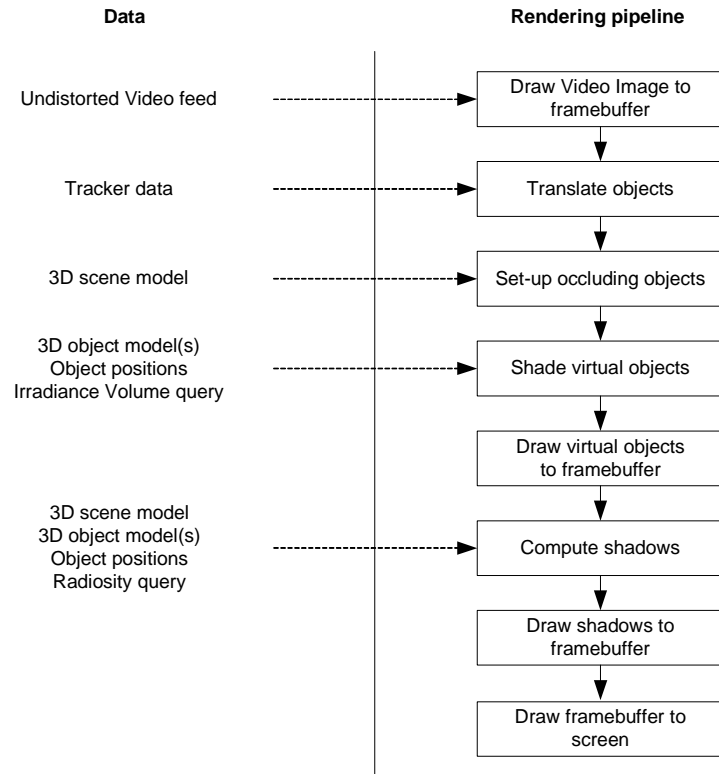 Data
Rendering pipeline
Undistorted Video feed
Draw Video Image to
framebuffer
Tracker data
Translate objects
3D scene model
Set-up occluding objects
3D object model(s)
Object positions
Irradiance Volume query
Shade virtual objects
Draw virtual objects
to framebuffer
3D scene model
3D object model(s)
Object positions
Radiosity query
Compute shadows
Draw shadows to
framebuffer
Draw framebuffer to
screen